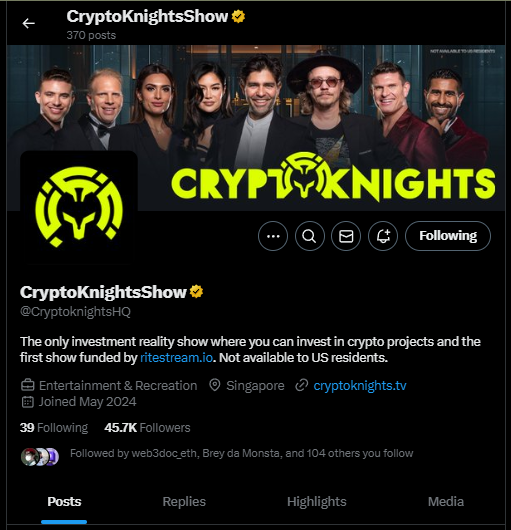 CryptoKnightsShow
370 posts
NOT AVAILABLE TO US RESIDENTS
CRYPTOKNIGHTS
Following
CryptoKnightsShow
@CryptoknightsHQ
The only investment reality show where you can invest in crypto projects and the
first show funded by ritestream.io. Not available to US residents.
Entertainment & Recreation Singapore cryptoknights.tv
Joined May 2024
39 Following 45.7K Followers
Followed by web3doc_eth, Brey da Monsta, and 104 others you follow
Posts Replies Highlights Media